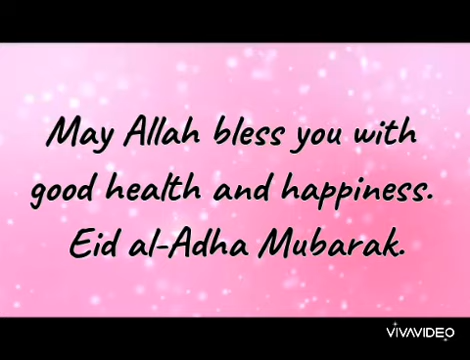 May Allah bless you with
good health and happiness.
Eid al-Adha Mubarak.
VIVAVIDEO